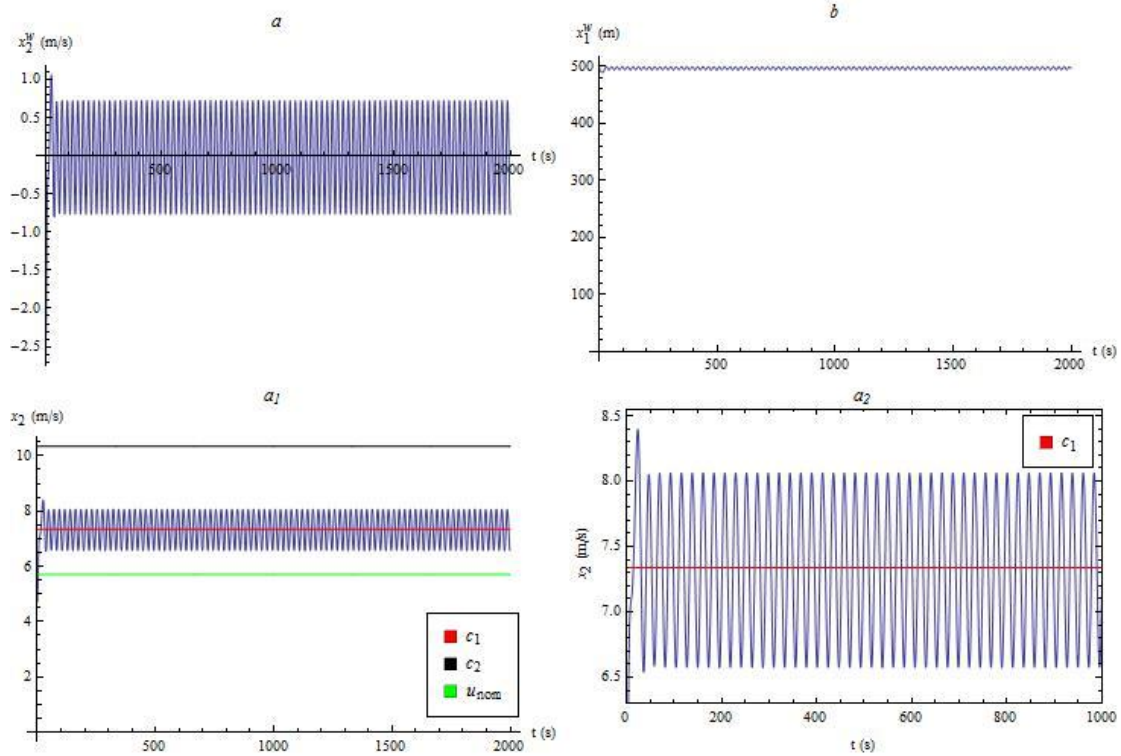 a
x₂ᵂ (m/s)
1.0
0.5
−0.5
−1.0
−1.5
−2.0
−2.5
500
1000
1500
2000
t (s)
b
x₁ᵂ (m)
500
400
300
200
100
500
1000
1500
2000
t (s)
a₁
x₂ (m/s)
10
8
6
4
2
500
1000
1500
2000
t (s)
c₁
c₂
uₙₒₘ
a₂
8.5
8.0
7.5
7.0
6.5
x₂ (m/s)
c₁
0
200
400
600
800
1000
t (s)